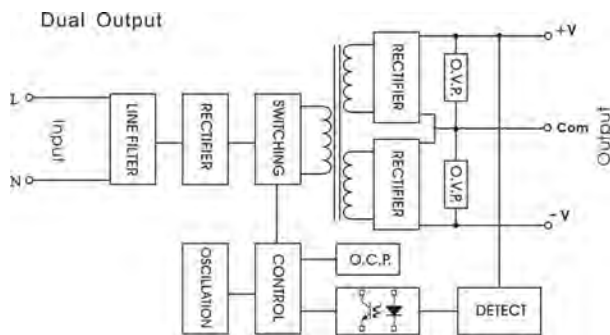 Dual Output
L
Input
N
LINE FILTER
RECTIFIER
SWITCHING
RECTIFIER
RECTIFIER
O.V.P.
O.V.P.
+V
Com
-V
Output
OSCILLATION
CONTROL
O.C.P.
DETECT